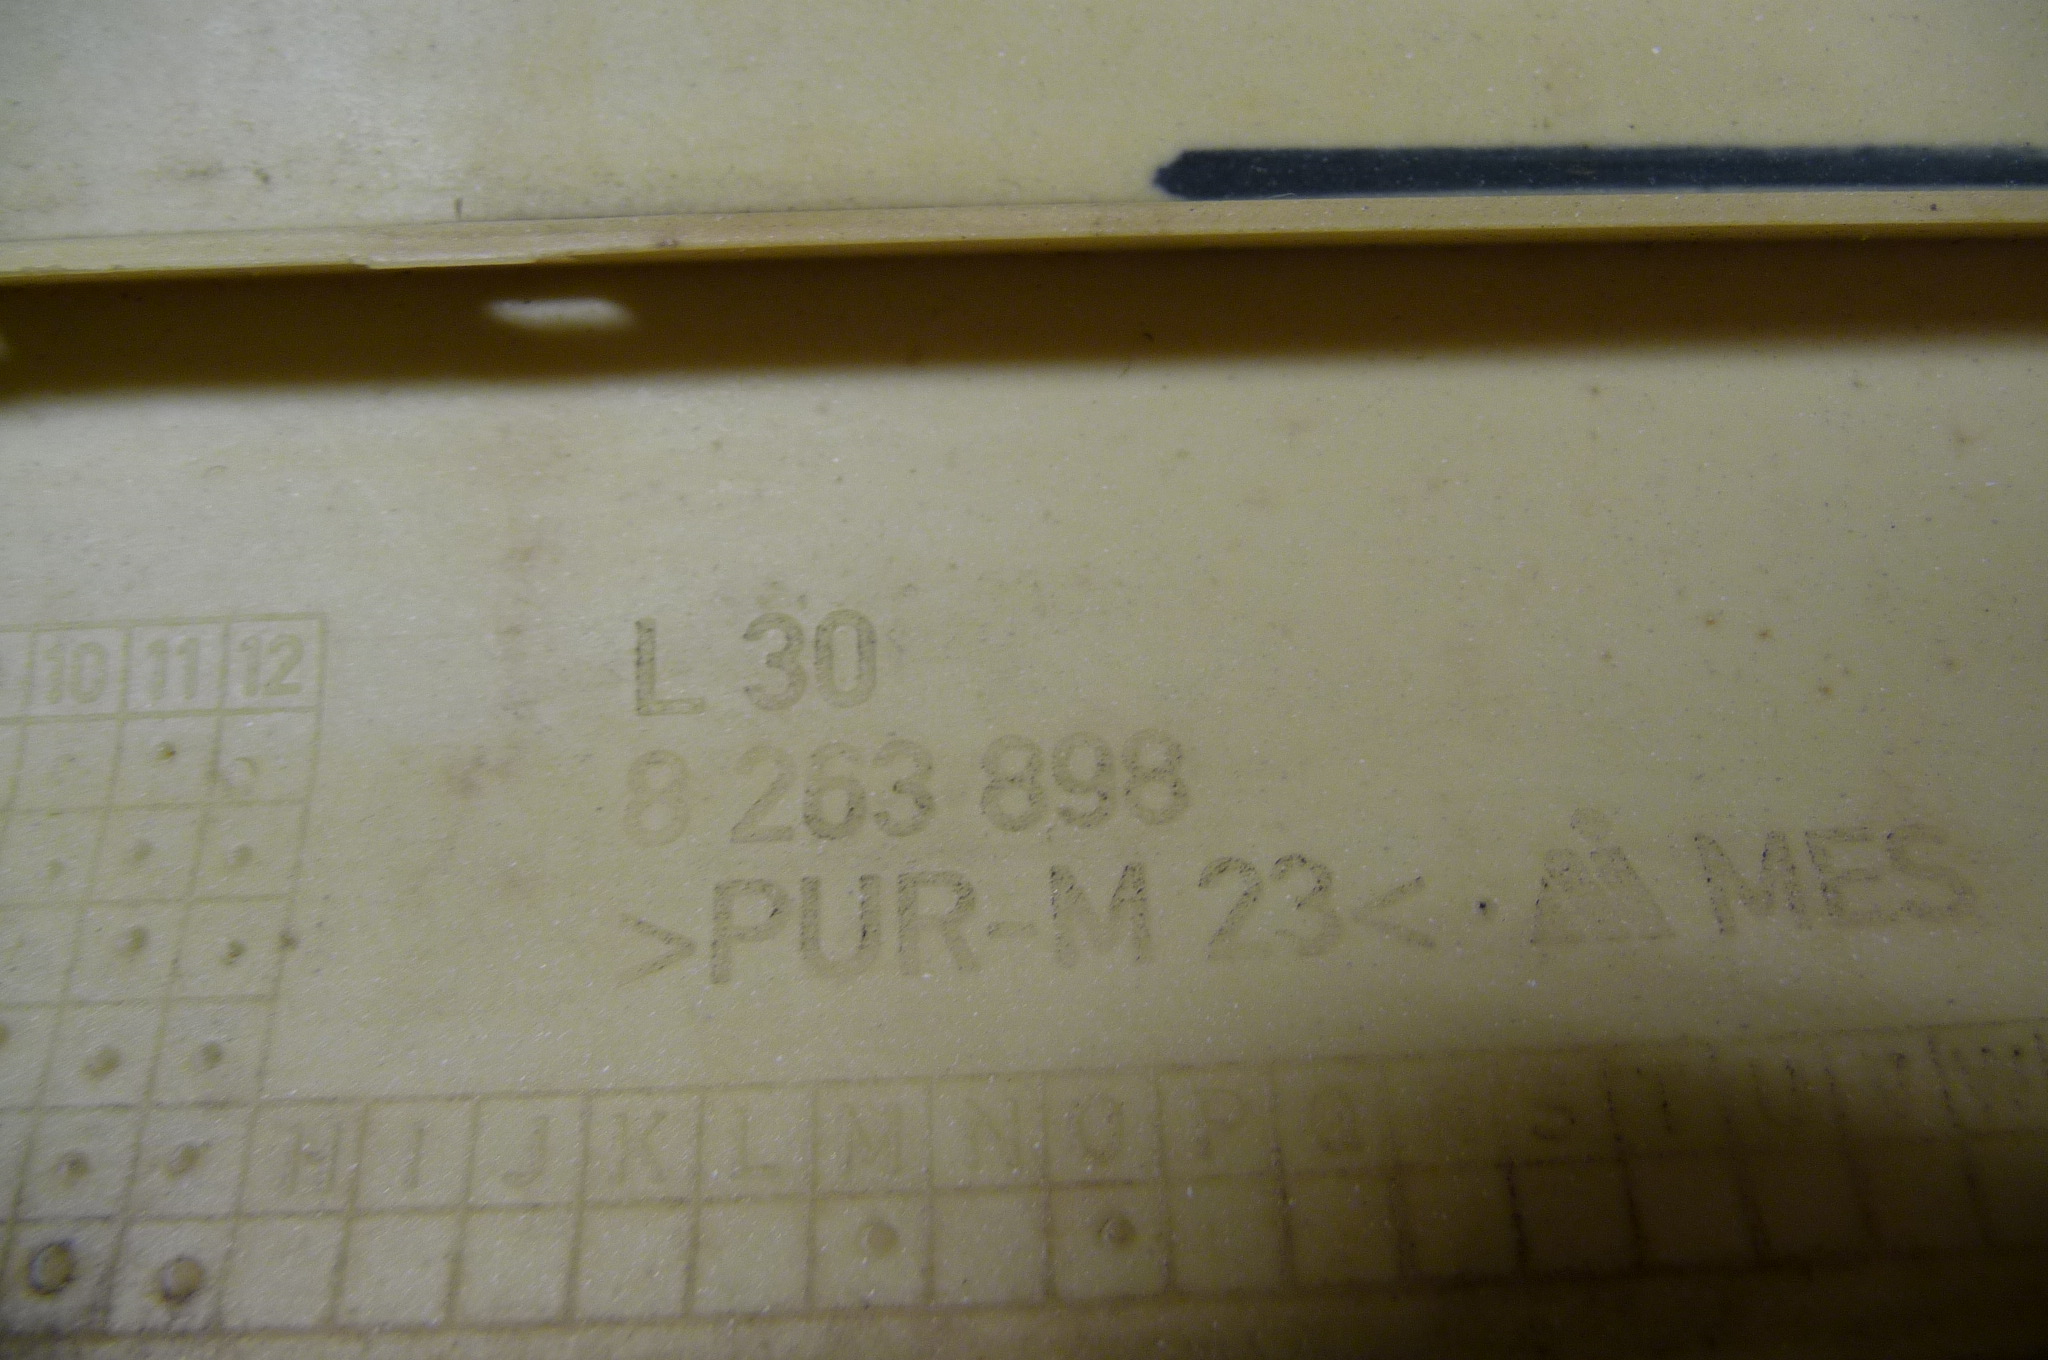 10 11 12
L 30
8 263 898
>PUR-M 23< MES
H I J K L M N O P Q S